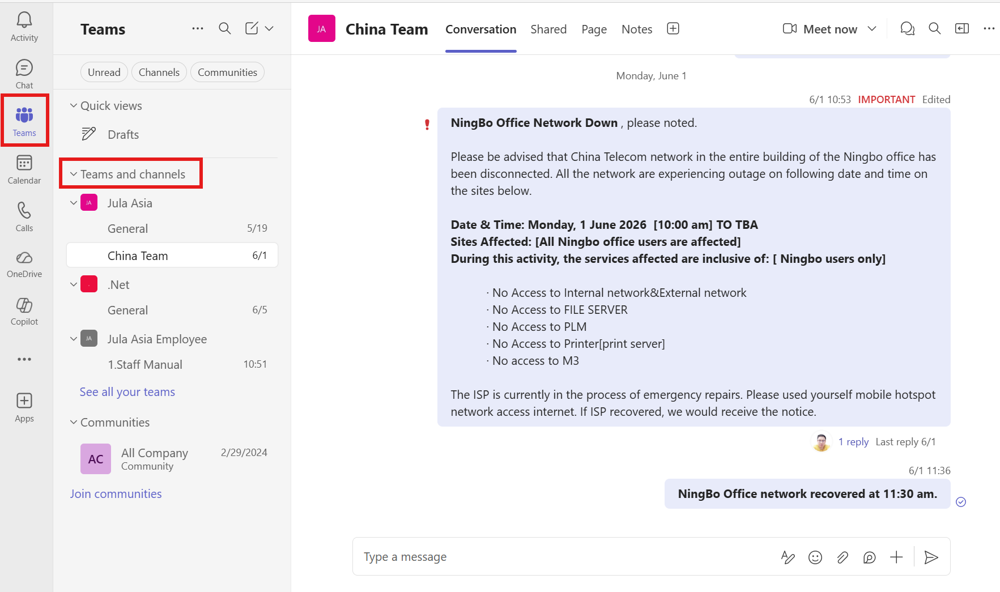 Activity
Chat
Teams
Calendar
Calls
OneDrive
Copilot
Apps
Teams
Unread
Channels
Communities
Quick views
Drafts
Teams and channels
JA
Jula Asia
General 5/19
China Team 6/1
.Net
General 6/5
JA
Jula Asia Employee
1.Staff Manual 10:51
See all your teams
Communities
AC
All Company 2/29/2024
Community
Join communities
JA
China Team
Conversation
Shared
Page
Notes
Meet now
Monday, June 1
6/1 10:53 IMPORTANT Edited
NingBo Office Network Down , please noted.
Please be advised that China Telecom network in the entire building of the Ningbo office has
been disconnected. All the network are experiencing outage on following date and time on
the sites below.
Date & Time: Monday, 1 June 2026 [10:00 am] TO TBA
Sites Affected: [All Ningbo office users are affected]
During this activity, the services affected are inclusive of: [ Ningbo users only]
· No Access to Internal network&External network
· No Access to FILE SERVER
· No Access to PLM
· No Access to Printer[print server]
· No access to M3
The ISP is currently in the process of emergency repairs. Please used yourself mobile hotspot
network access internet. If ISP recovered, we would receive the notice.
1 reply Last reply 6/1
6/1 11:36
NingBo Office network recovered at 11:30 am.
Type a message